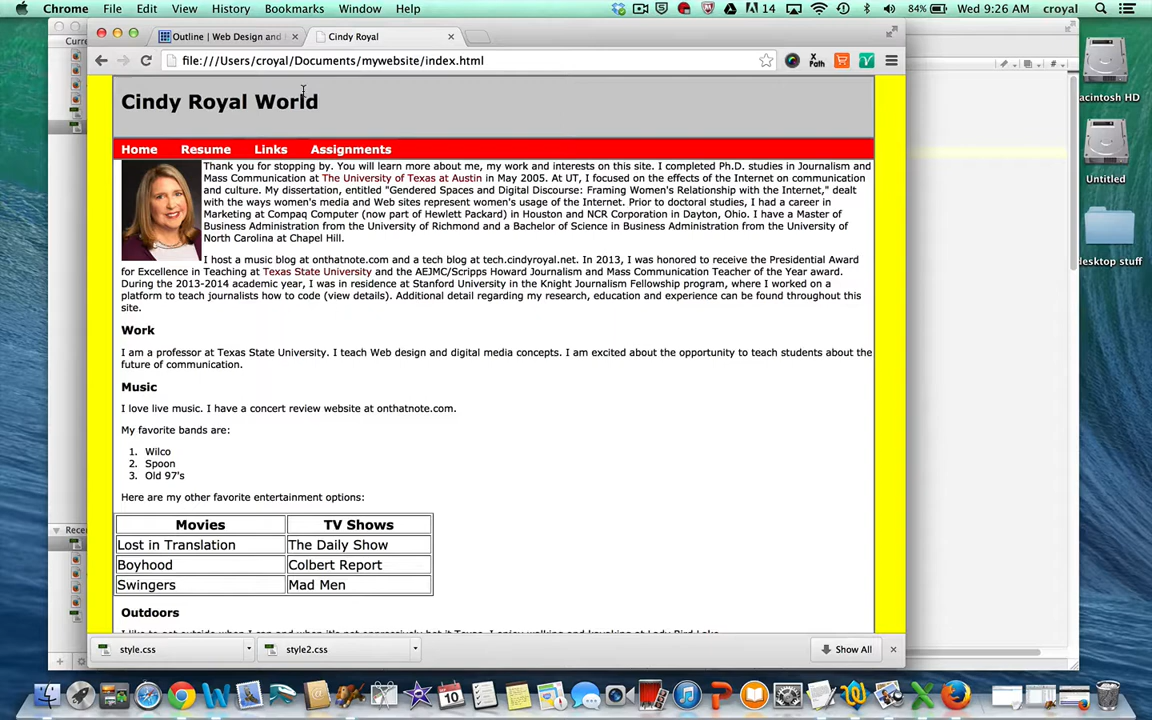 Chrome File Edit View History Bookmarks Window Help 14 84% Wed 9:26 AM croyal
Outline | Web Design and Cindy Royal
file:///Users/croyal/Documents/mywebsite/index.html
Path
Curre
Cindy Royal World
Home Resume Links Assignments
Thank you for stopping by. You will learn more about me, my work and interests on this site. I completed Ph.D. studies in Journalism and
Mass Communication at The University of Texas at Austin in May 2005. At UT, I focused on the effects of the Internet on communication
and culture. My dissertation, entitled "Gendered Spaces and Digital Discourse: Framing Women's Relationship with the Internet," dealt
with the ways women's media and Web sites represent women's usage of the Internet. Prior to doctoral studies, I had a career in
Marketing at Compaq Computer (now part of Hewlett Packard) in Houston and NCR Corporation in Dayton, Ohio. I have a Master of
Business Administration from the University of Richmond and a Bachelor of Science in Business Administration from the University of
North Carolina at Chapel Hill.
I host a music blog at onthatnote.com and a tech blog at tech.cindyroyal.net. In 2013, I was honored to receive the Presidential Award
for Excellence in Teaching at Texas State University and the AEJMC/Scripps Howard Journalism and Mass Communication Teacher of the Year award.
During the 2013-2014 academic year, I was in residence at Stanford University in the Knight Journalism Fellowship program, where I worked on a
platform to teach journalists how to code (view details). Additional detail regarding my research, education and experience can be found throughout this
site.
Work
I am a professor at Texas State University. I teach Web design and digital media concepts. I am excited about the opportunity to teach students about the
future of communication.
Music
I love live music. I have a concert review website at onthatnote.com.
My favorite bands are:
1. Wilco
2. Spoon
3. Old 97's
Here are my other favorite entertainment options:
Movies TV Shows
Lost in Translation The Daily Show
Boyhood Colbert Report
Swingers Mad Men
Outdoors
Recen
style.css style2.css Show All
acintosh HD
Untitled
desktop stuff